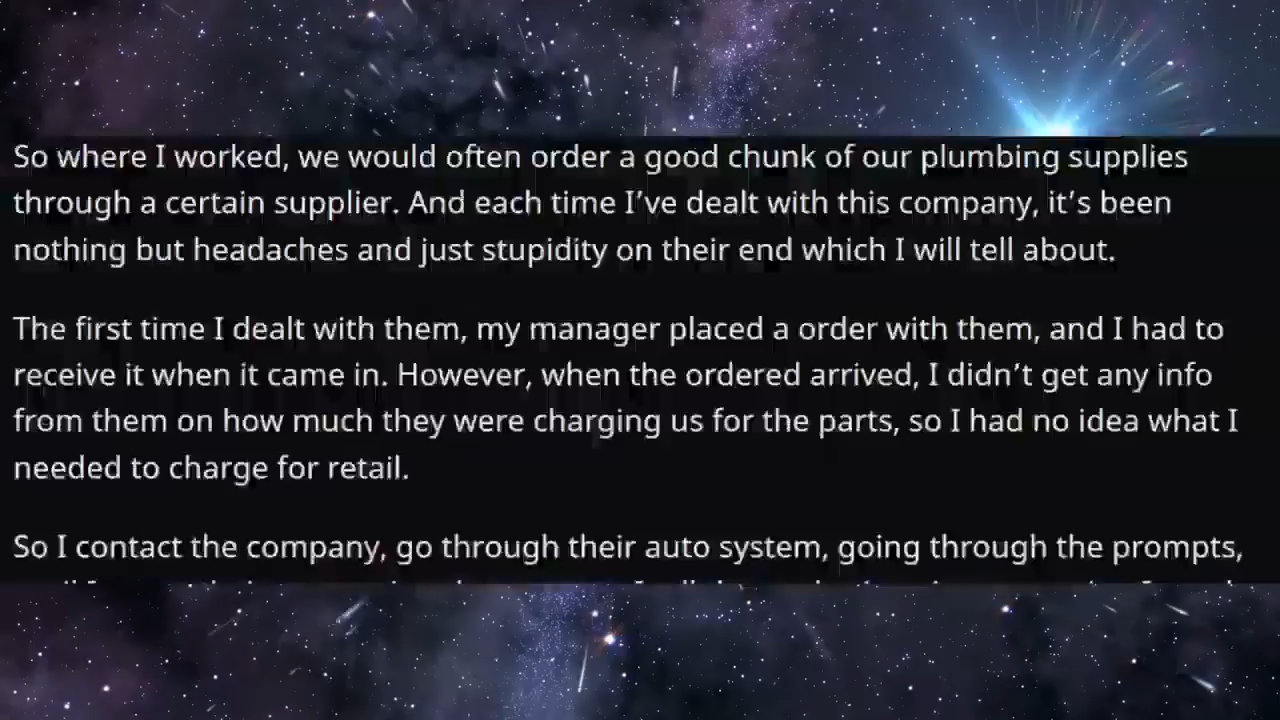 So where I worked, we would often order a good chunk of our plumbing supplies
through a certain supplier. And each time I've dealt with this company, it's been
nothing but headaches and just stupidity on their end which I will tell about.
The first time I dealt with them, my manager placed a order with them, and I had to
receive it when it came in. However, when the ordered arrived, I didn't get any info
from them on how much they were charging us for the parts, so I had no idea what I
needed to charge for retail.
So I contact the company, go through their auto system, going through the prompts,